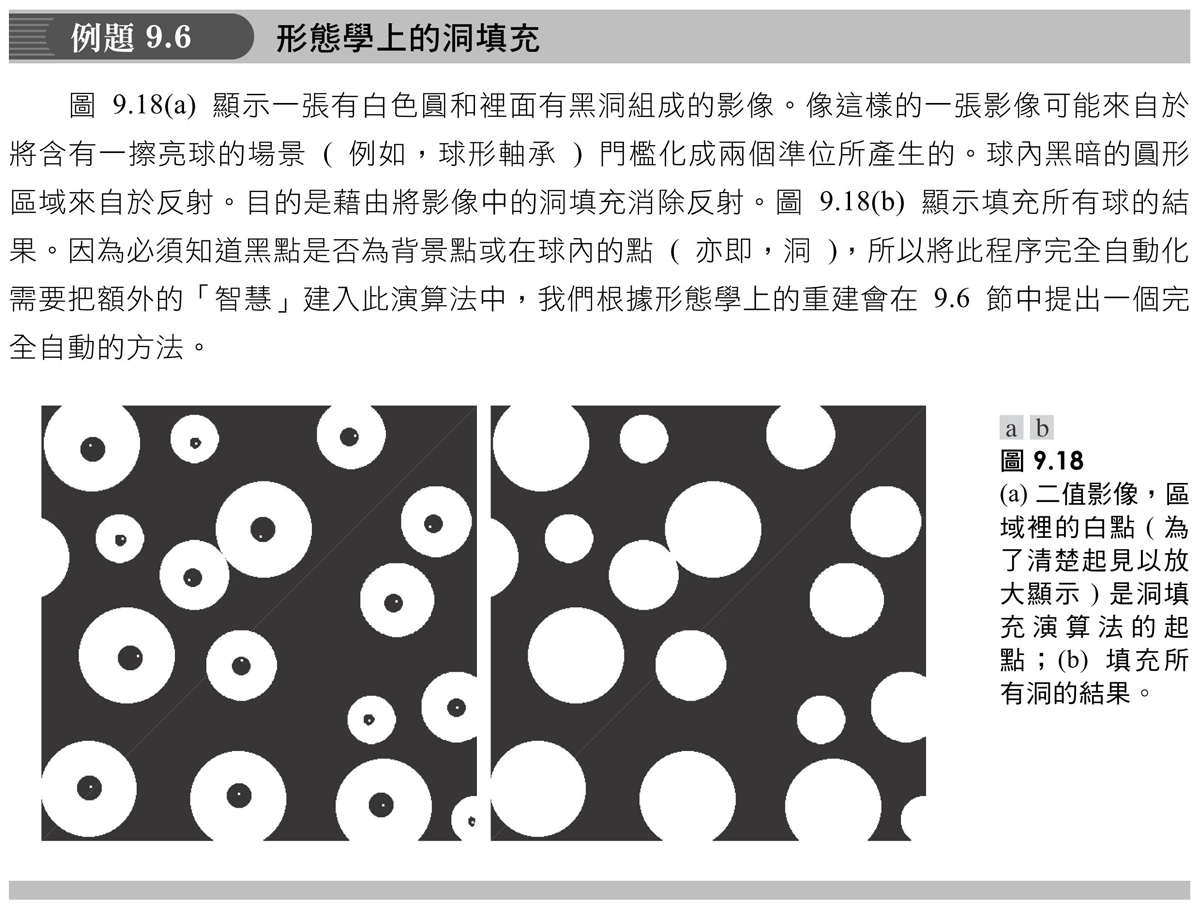 例題 9.6 形態學上的洞填充
圖 9.18(a) 顯示一張有白色圓和裡面有黑洞組成的影像。像這樣的一張影像可能來自於
將含有一擦亮球的場景 ( 例如，球形軸承 ) 門檻化成兩個準位所產生的。球內黑暗的圓形
區域來自於反射。目的是藉由將影像中的洞填充消除反射。圖 9.18(b) 顯示填充所有球的結
果。因為必須知道黑點是否為背景點或在球內的點 ( 亦即，洞 )，所以將此程序完全自動化
需要把額外的「智慧」建入此演算法中，我們根據形態學上的重建會在 9.6 節中提出一個完
全自動的方法。
a b
圖 9.18
(a) 二值影像，區
域裡的白點 ( 為
了清楚起見以放
大顯示 ) 是洞填
充演算法的起
點；(b) 填充所
有洞的結果。